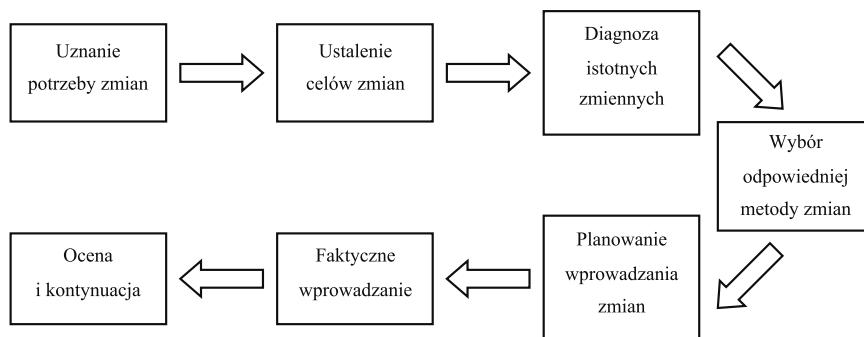 Uznanie
potrzeby zmian
Ustalenie
celów zmian
Diagnoza
istotnych
zmiennych
Wybór
odpowiedniej
metody zmian
Planowanie
wprowadzania
zmian
Faktyczne
wprowadzanie
Ocena
i kontynuacja